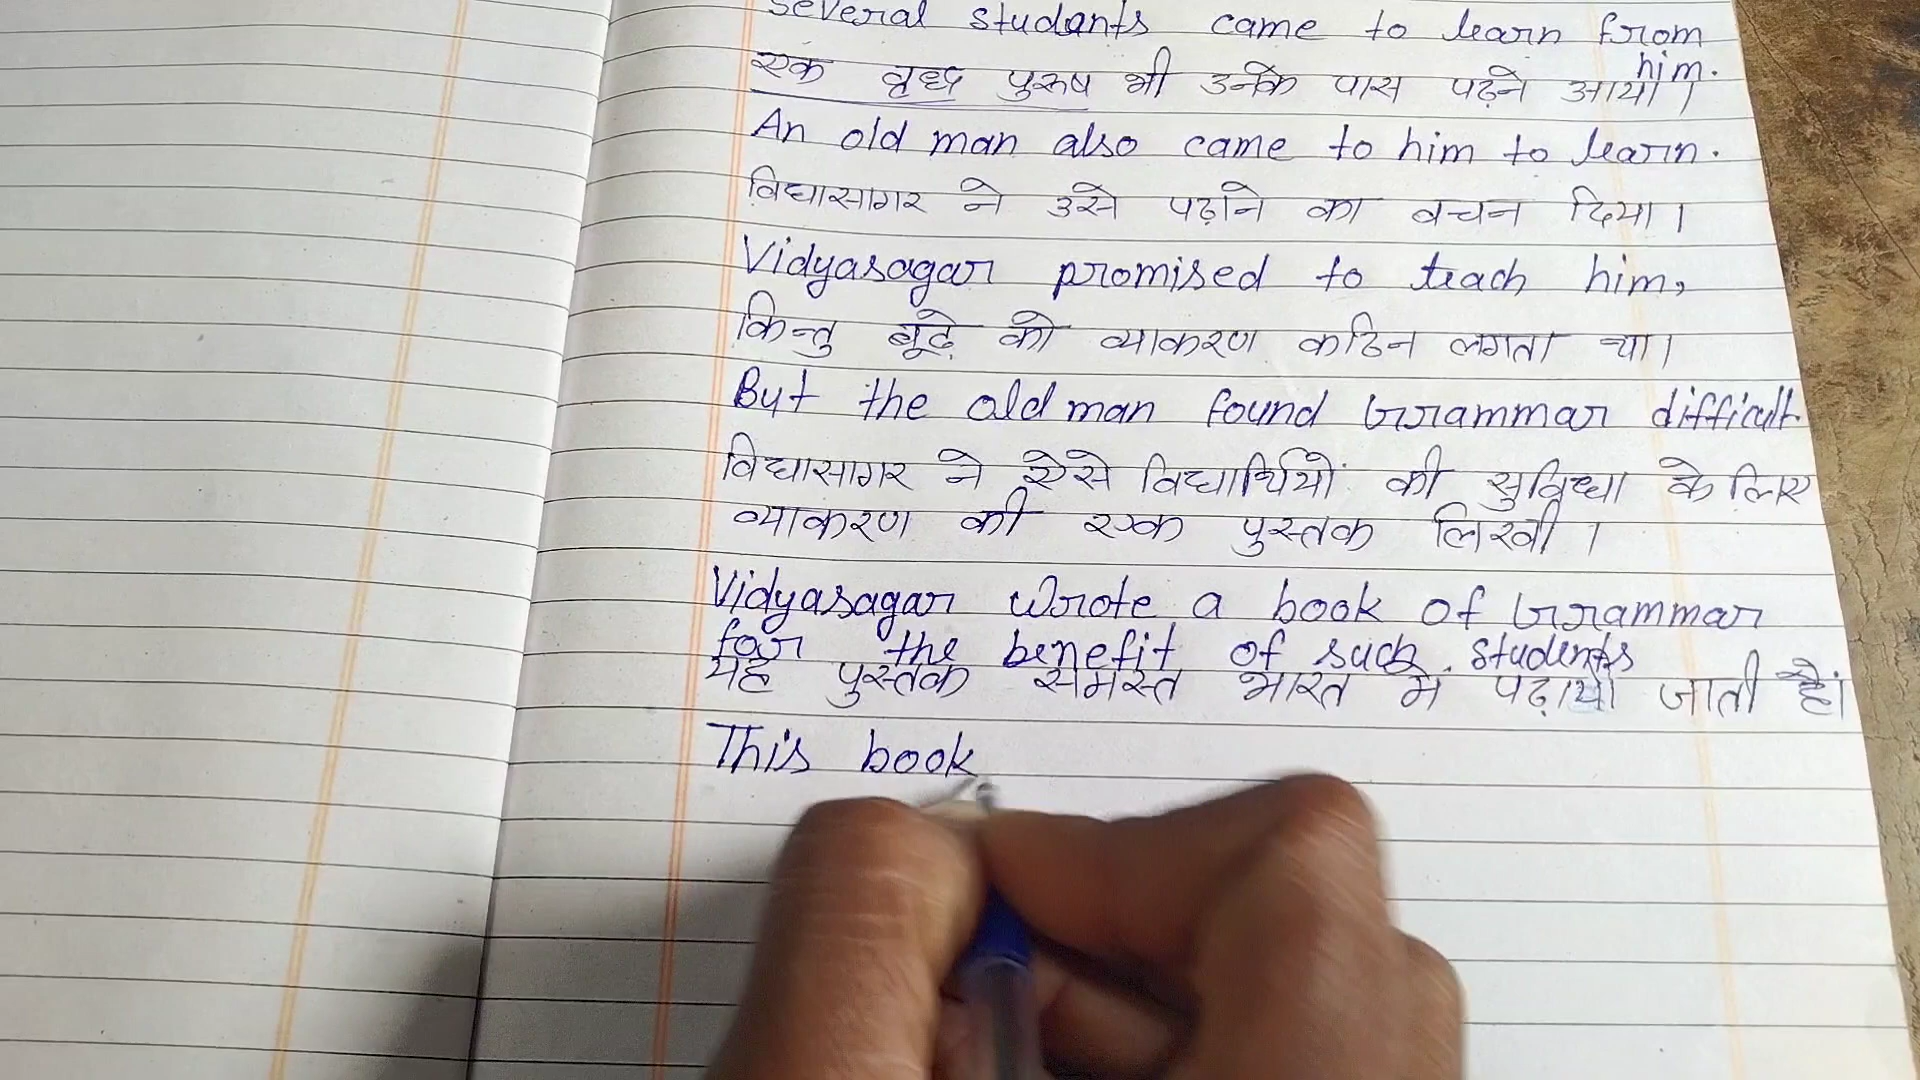 Several students came to learn from
him.
एक वृध्द पुरूष भी उनके पास पढ़ने आया।
An old man also came to him to learn.
विद्यासागर ने उसे पढ़ाने का वचन दिया।
Vidyasagar promised to teach him,
किन्तु बूढ़े को व्याकरण कठिन लगता था।
But the old man found Grammar difficult
विद्यासागर ने ऐसे विद्यार्थियों की सुविधा के लिए
व्याकरण की एक पुस्तक लिखी।
Vidyasagar wrote a book of Grammar
for the benefit of such students
यह पुस्तक समस्त भारत में पढ़ायी जाती है।
This book